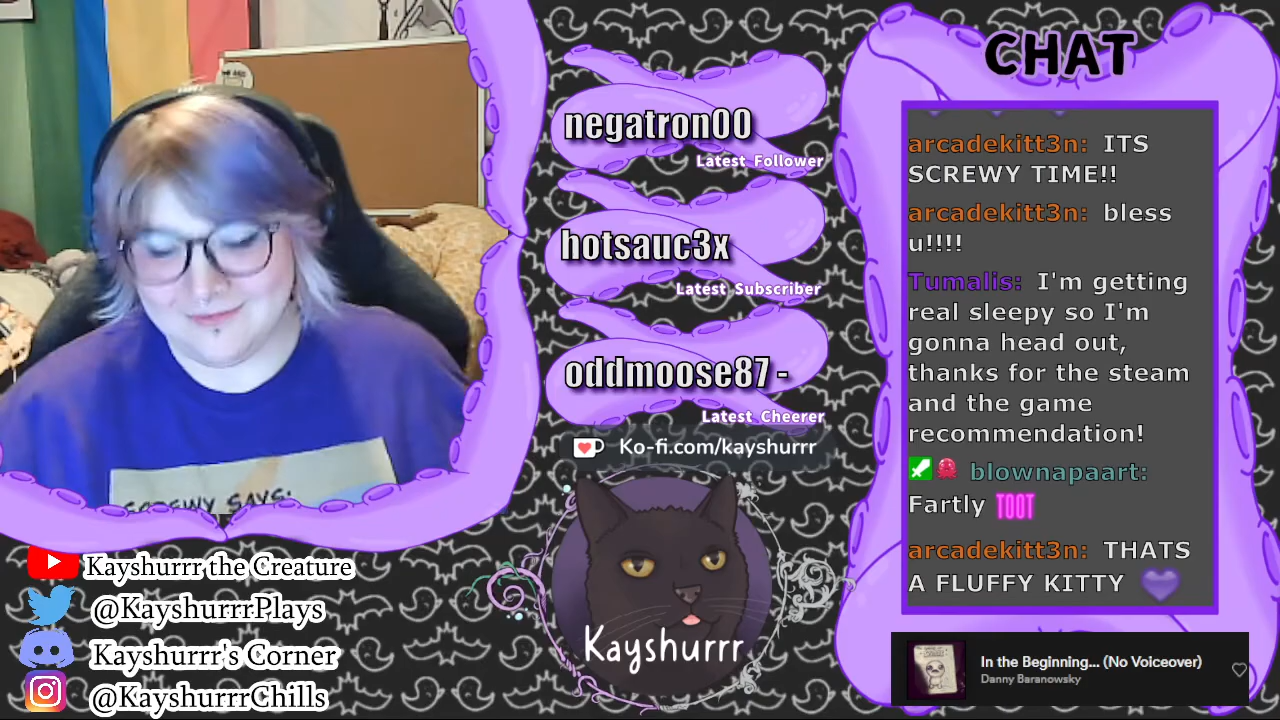 SCREWY SAYS:
Kayshurrr the Creature
@KayshurrrPlays
Kayshurrr's Corner
@KayshurrrChills
negatron00
Latest Follower
hotsauc3x
Latest Subscriber
oddmoose87 -
Latest Cheerer
Ko-fi.com/kayshurrr
Kayshurrr
CHAT
arcadekitt3n: ITS
SCREWY TIME!!
arcadekitt3n: bless
u!!!!
Tumalis: I'm getting
real sleepy so I'm
gonna head out,
thanks for the steam
and the game
recommendation!
blownapaart:
Fartly TOOT
arcadekitt3n: THATS
A FLUFFY KITTY
In the Beginning... (No Voiceover)
Danny Baranowsky